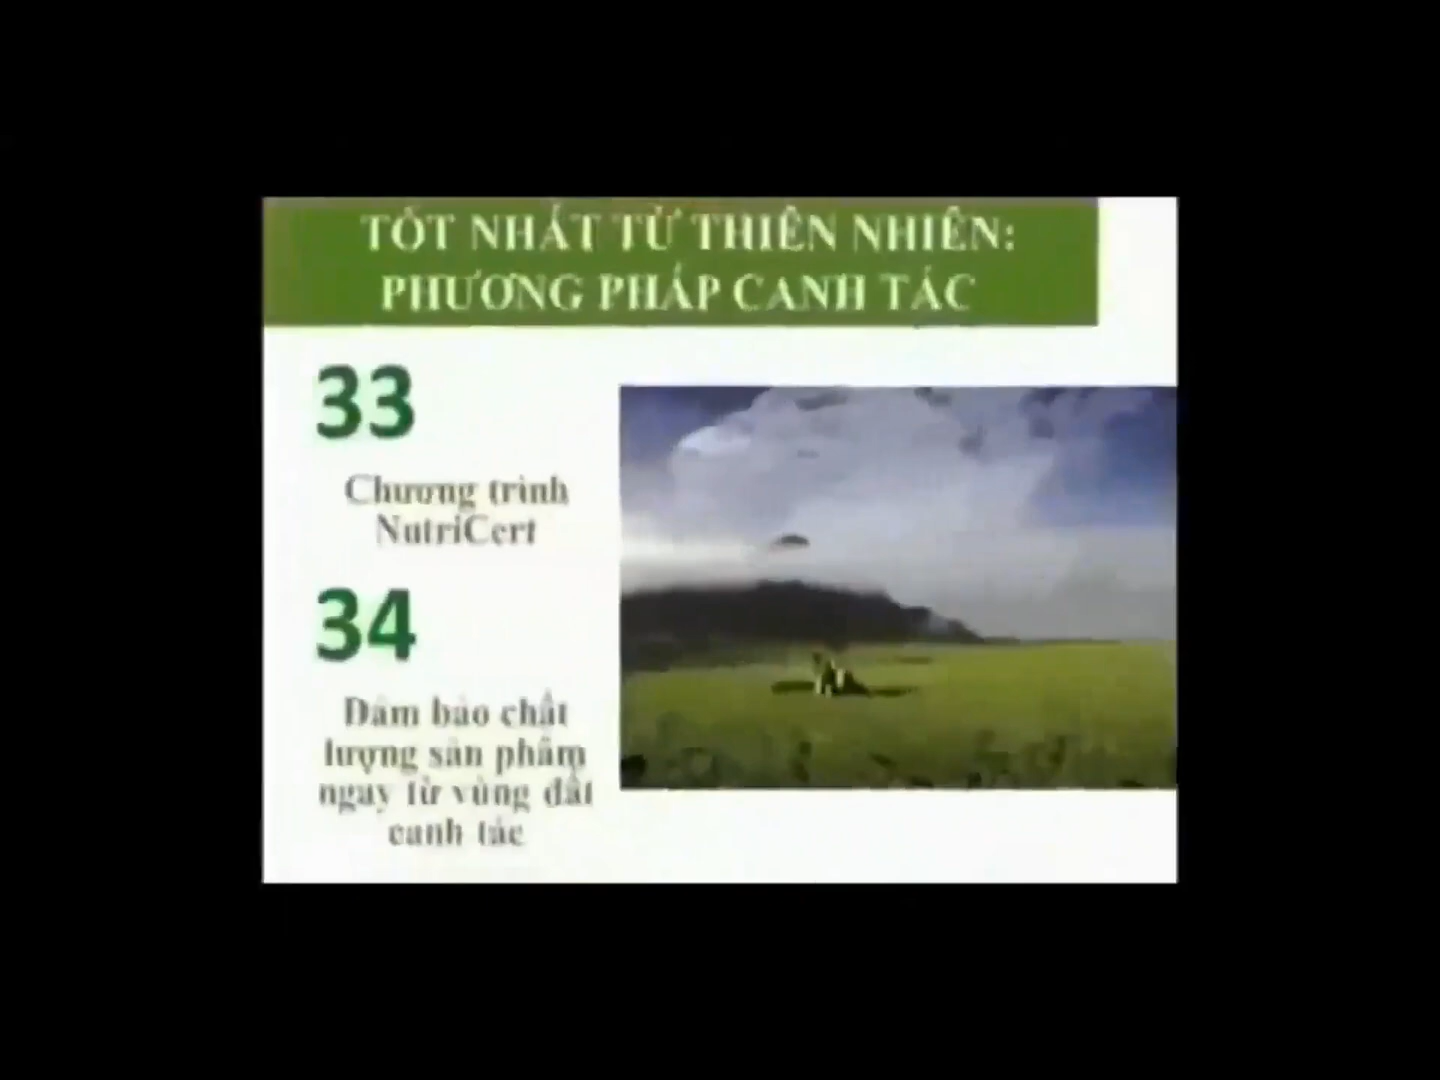 TỐT NHẤT TỪ THIÊN NHIÊN:
PHƯƠNG PHÁP CANH TÁC
33
Chương trình
NutriCert
34
Đảm bảo chất
lượng sản phẩm
ngay từ vùng đất
canh tác